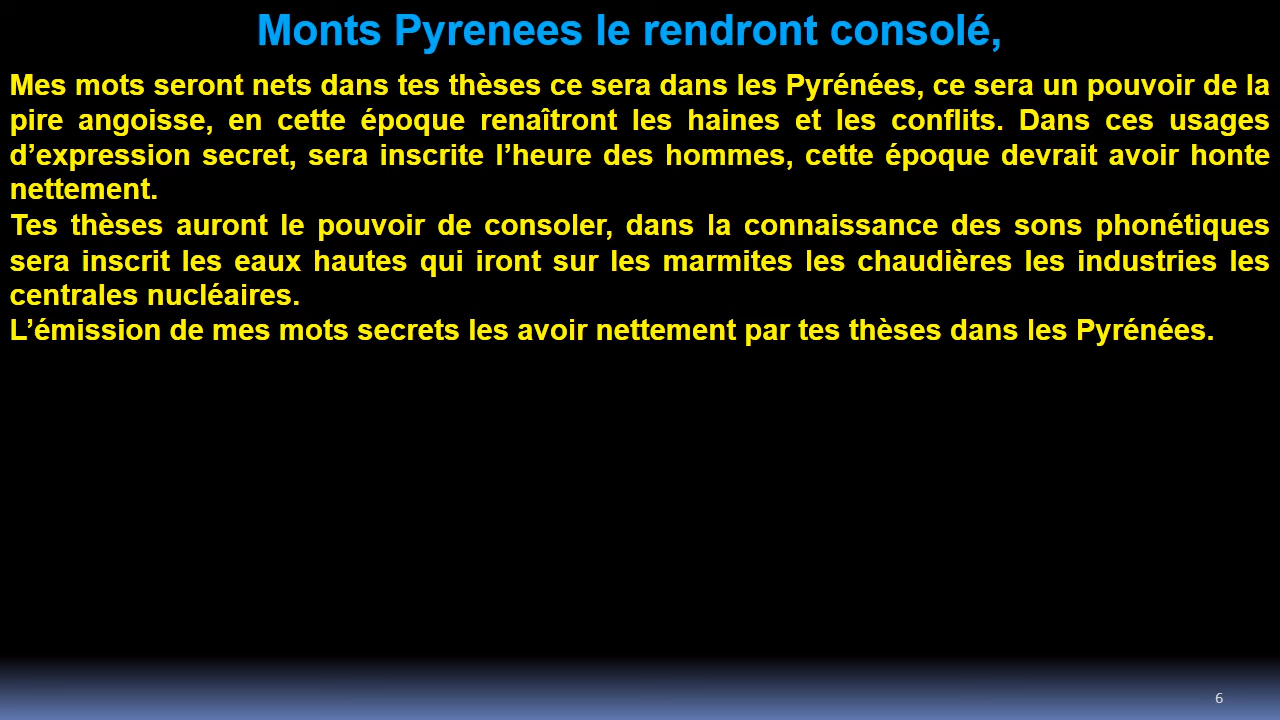 Monts Pyrenees le rendront consolé,
Mes mots seront nets dans tes thèses ce sera dans les Pyrénées, ce sera un pouvoir de la
pire angoisse, en cette époque renaîtront les haines et les conflits. Dans ces usages
d’expression secret, sera inscrite l’heure des hommes, cette époque devrait avoir honte
nettement.
Tes thèses auront le pouvoir de consoler, dans la connaissance des sons phonétiques
sera inscrit les eaux hautes qui iront sur les marmites les chaudières les industries les
centrales nucléaires.
L’émission de mes mots secrets les avoir nettement par tes thèses dans les Pyrénées.
6